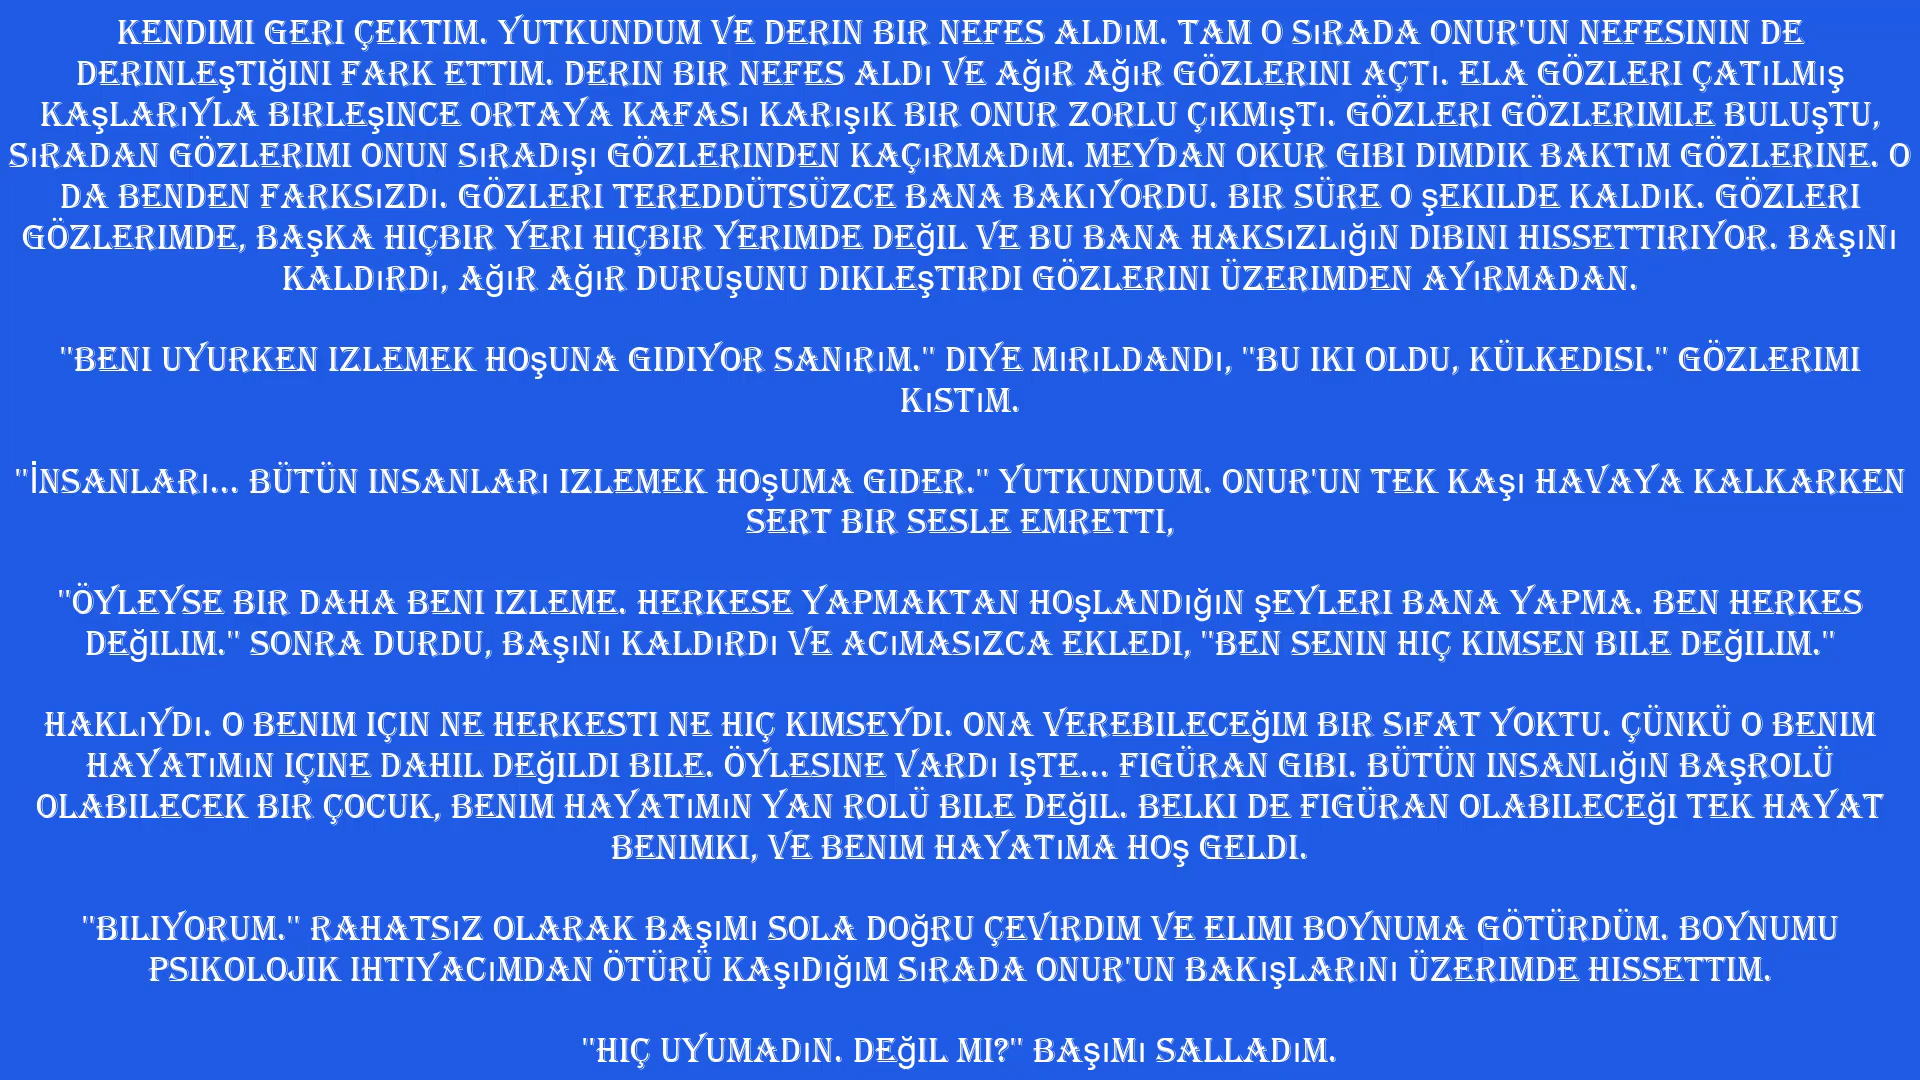 KENDIMI GERI ÇEKTIM. YUTKUNDUM VE DERIN BIR NEFES ALDıM. TAM O SıRADA ONUR'UN NEFESININ DE
DERINLEşTIğINI FARK ETTIM. DERIN BIR NEFES ALDı VE AğıR AğıR GÖZLERINI AÇTı. ELA GÖZLERI ÇATıLMış
KAşLARıYLA BIRLEşINCE ORTAYA KAFASı KARışıK BIR ONUR ZORLU ÇıKMışTı. GÖZLERI GÖZLERIMLE BULUşTU,
SıRADAN GÖZLERIMI ONUN SıRADışı GÖZLERINDEN KAÇıRMADıM. MEYDAN OKUR GIBI DIMDIK BAKTıM GÖZLERINE. O
DA BENDEN FARKSıZDı. GÖZLERI TEREDDÜTSÜZCE BANA BAKıYORDU. BIR SÜRE O şEKILDE KALDıK. GÖZLERI
GÖZLERIMDE, BAşKA HIÇBIR YERI HIÇBIR YERIMDE DEğIL VE BU BANA HAKSıZLığıN DIBINI HISSETTIRIYOR. BAşıNı
KALDıRDı, AğıR AğıR DURUşUNU DIKLEşTIRDI GÖZLERINI ÜZERIMDEN AYıRMADAN.
"BENI UYURKEN IZLEMEK HOşUNA GIDIYOR SANıRıM." DIYE MıRıLDANDı, "BU IKI OLDU, KÜLKEDISI." GÖZLERIMI
KıSTıM.
"İNSANLARı... BÜTÜN INSANLARı IZLEMEK HOşUMA GIDER." YUTKUNDUM. ONUR'UN TEK KAşı HAVAYA KALKARKEN
SERT BIR SESLE EMRETTI,
"ÖYLEYSE BIR DAHA BENI IZLEME. HERKESE YAPMAKTAN HOşLANDığıN şEYLERI BANA YAPMA. BEN HERKES
DEğILIM." SONRA DURDU, BAşıNı KALDıRDı VE ACıMASıZCA EKLEDI, "BEN SENIN HIÇ KIMSEN BILE DEğILIM."
HAKLıYDı. O BENIM IÇIN NE HERKESTI NE HIÇ KIMSEYDI. ONA VEREBILECEğIM BIR SıFAT YOKTU. ÇÜNKÜ O BENIM
HAYATıMıN IÇINE DAHIL DEğILDI BILE. ÖYLESINE VARDı IşTE... FIGÜRAN GIBI. BÜTÜN INSANLığıN BAşROLÜ
OLABILECEK BIR ÇOCUK, BENIM HAYATıMıN YAN ROLÜ BILE DEğIL. BELKI DE FIGÜRAN OLABILECEğI TEK HAYAT
BENIMKI, VE BENIM HAYATıMA HOş GELDI.
"BILIYORUM." RAHATSıZ OLARAK BAşıMı SOLA DOğRU ÇEVIRDIM VE ELIMI BOYNUMA GÖTÜRDÜM. BOYNUMU
PSIKOLOJIK IHTIYACıMDAN ÖTÜRÜ KAşıDığıM SıRADA ONUR'UN BAKışLARıNı ÜZERIMDE HISSETTIM.
"HIÇ UYUMADıN. DEğIL MI?" BAşıMı SALLADıM.